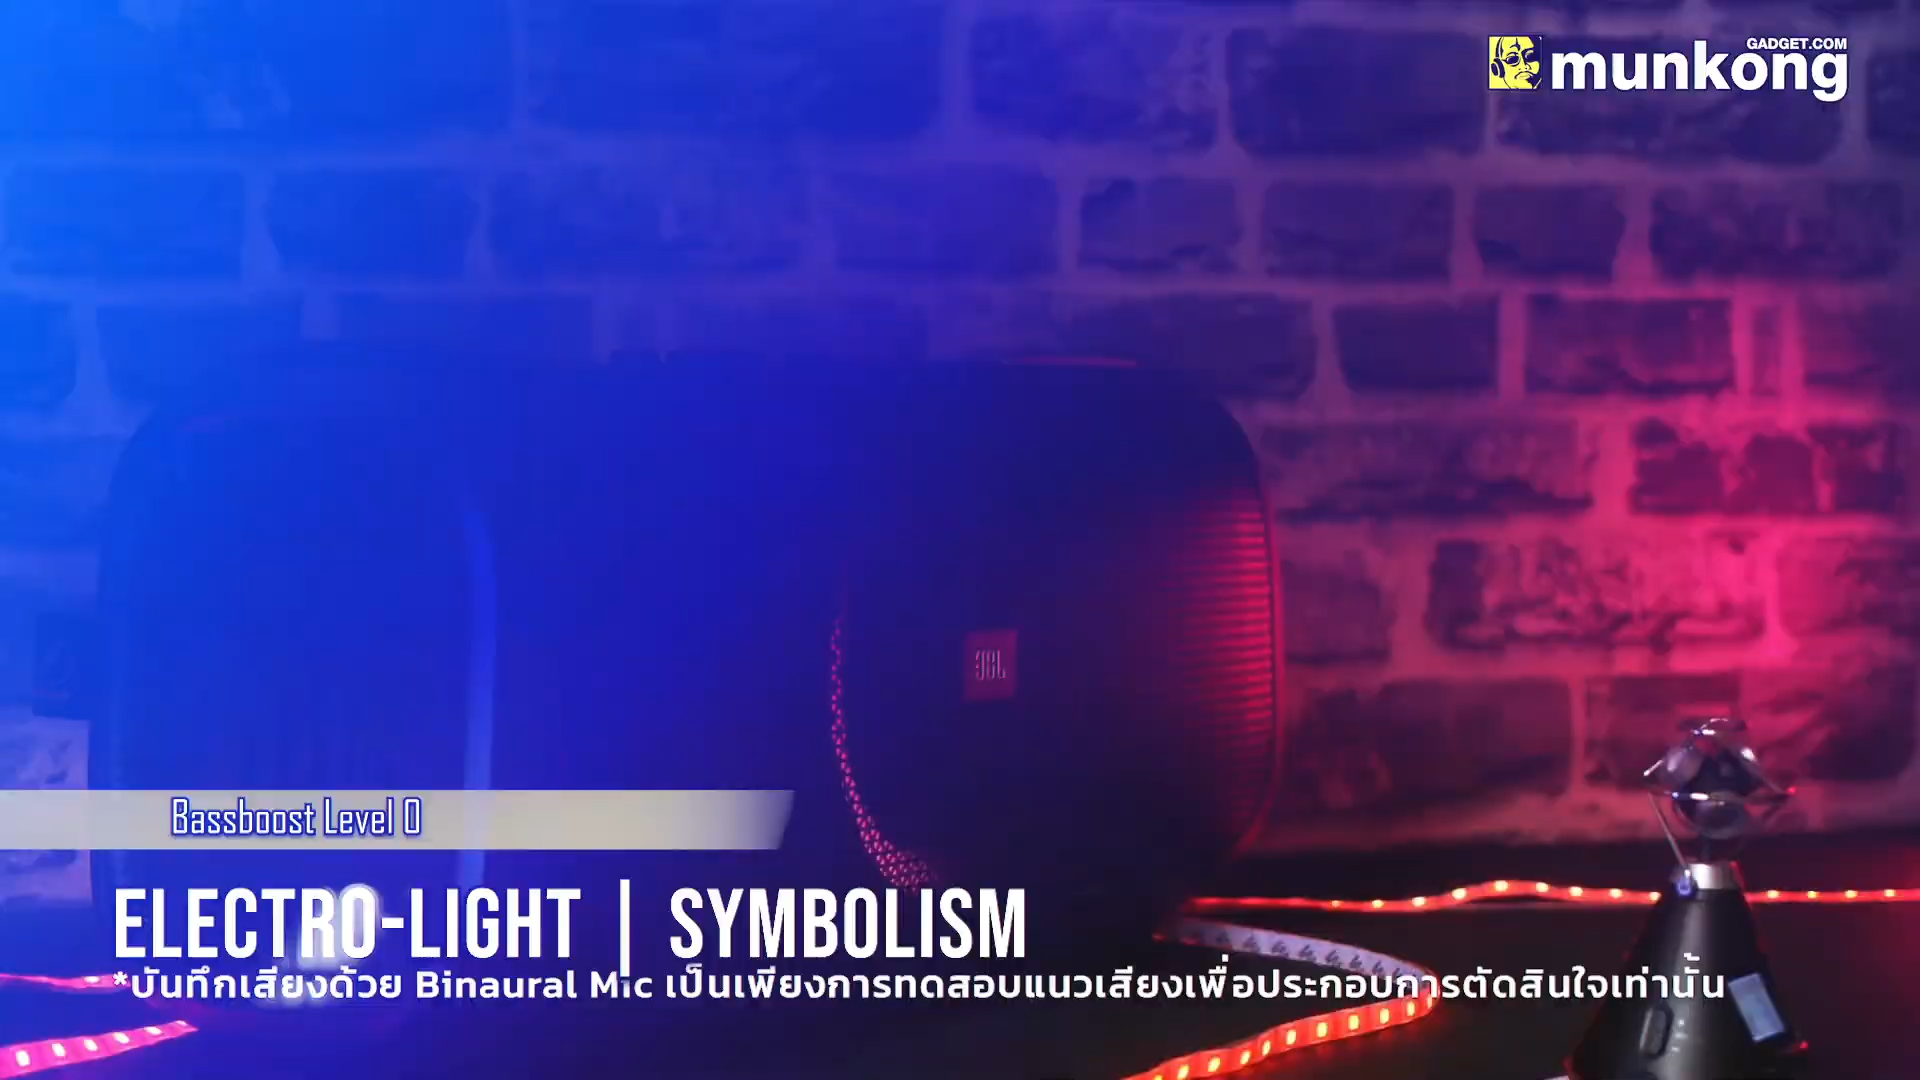 GADGET.COM
munkong
JBL
Bassboost Level 0
ELECTRO-LIGHT | SYMBOLISM
*บันทึกเสียงด้วย Binaural Mic เป็นเพียงการทดสอบแนวเสียงเพื่อประกอบการตัดสินใจเท่านั้น